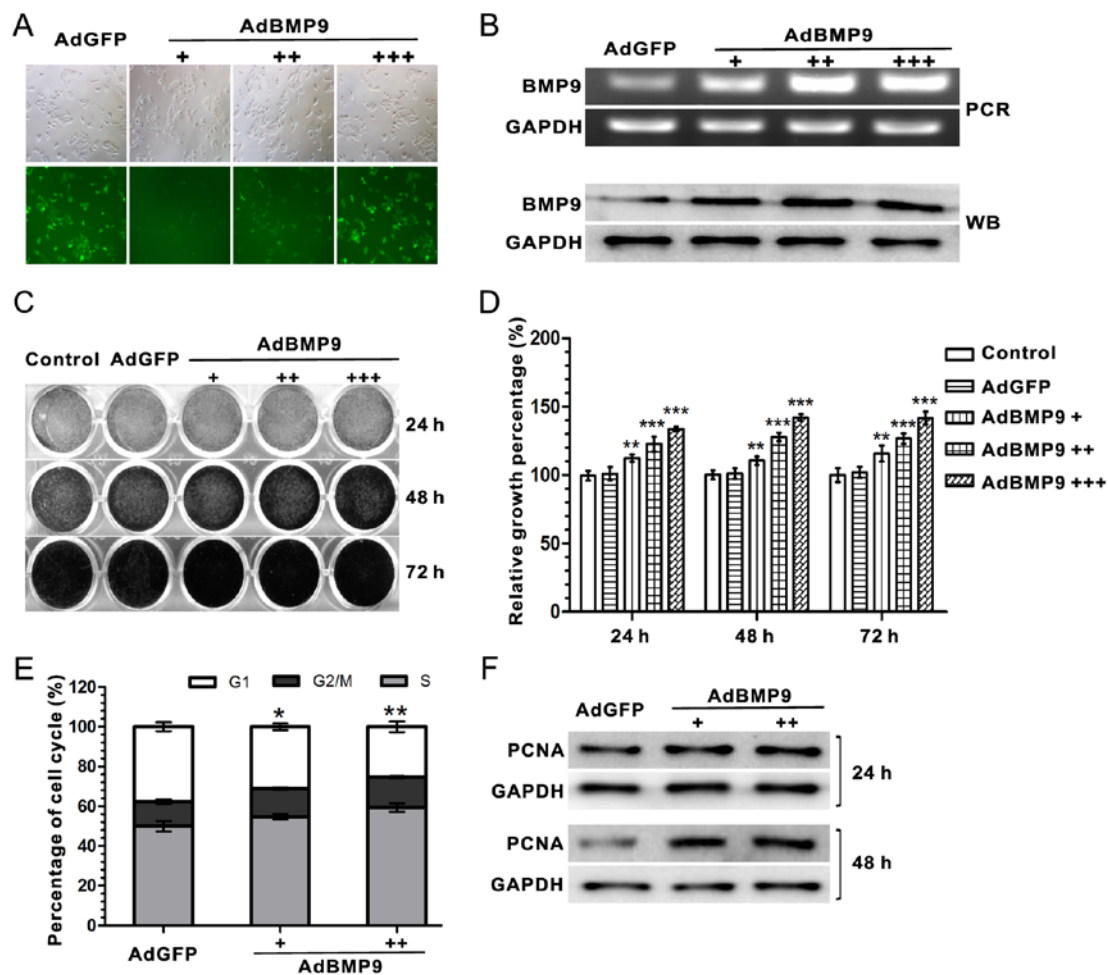 A
AdBMP9
AdGFP
+ ++ +++
B
AdBMP9
AdGFP
+ ++ +++
BMP9
PCR
GAPDH
BMP9
WB
GAPDH
C
AdBMP9
Control AdGFP
+ ++ +++
24 h
48 h
72 h
D
Relative growth percentage (%)
200
150
100
50
0
** *** ***
** *** ***
** *** ***
24 h 48 h 72 h
Control
AdGFP
AdBMP9 +
AdBMP9 ++
AdBMP9 +++
E
G1 G2/M S
Percentage of cell cycle (%)
120
100
80
60
40
20
0
* **
AdGFP + ++
AdBMP9
F
AdBMP9
AdGFP
+ ++
PCNA
24 h
GAPDH
PCNA
48 h
GAPDH